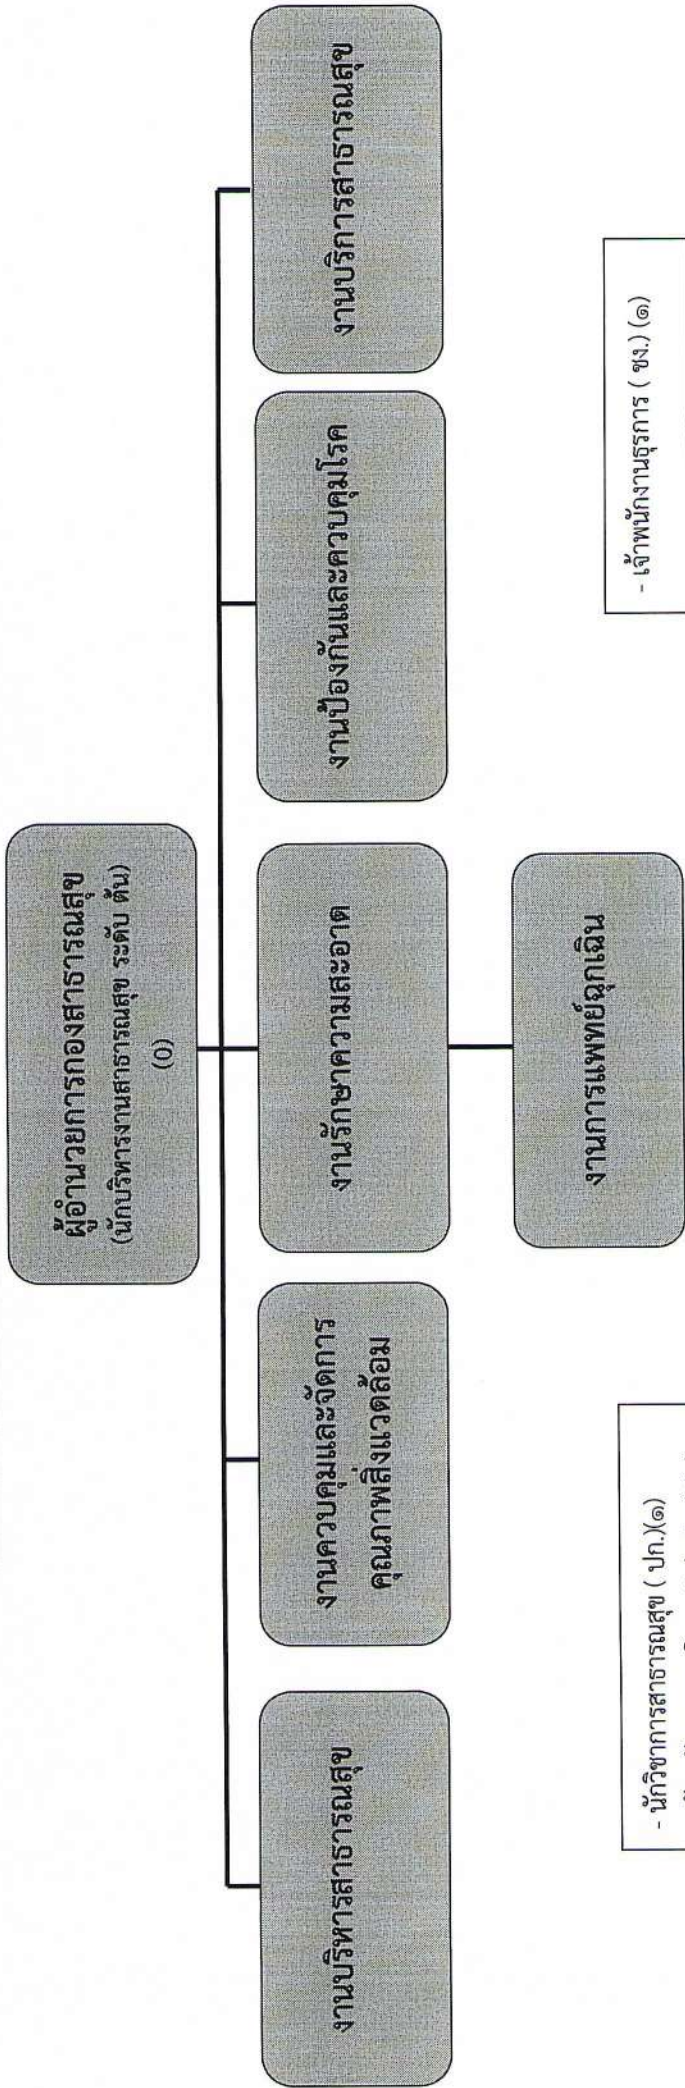 ผู้อำนวยการกองสาธารณสุข
(นักบริหารงานสาธารณสุข ระดับ ต้น)
(0)
งานบริหารสาธารณสุข
งานควบคุมและจัดการ
คุณภาพสิ่งแวดล้อม
งานรักษาความสะอาด
งานป้องกันและควบคุมโรค
งานบริการสาธารณสุข
งานการแพทย์ฉุกเฉิน
- นักวิชาการสาธารณสุข ( ปก.)(๑)
- เจ้าพนักงานธุรการ ( ชง.) (๑)